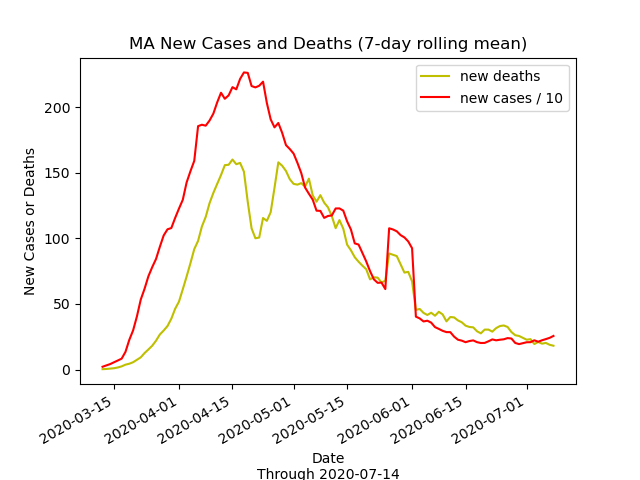 MA New Cases and Deaths (7-day rolling mean)
new deaths
new cases / 10
New Cases or Deaths
200
150
100
50
0
2020-03-15
2020-04-01
2020-04-15
2020-05-01
2020-05-15
2020-06-01
2020-06-15
2020-07-01
Date
Through 2020-07-14